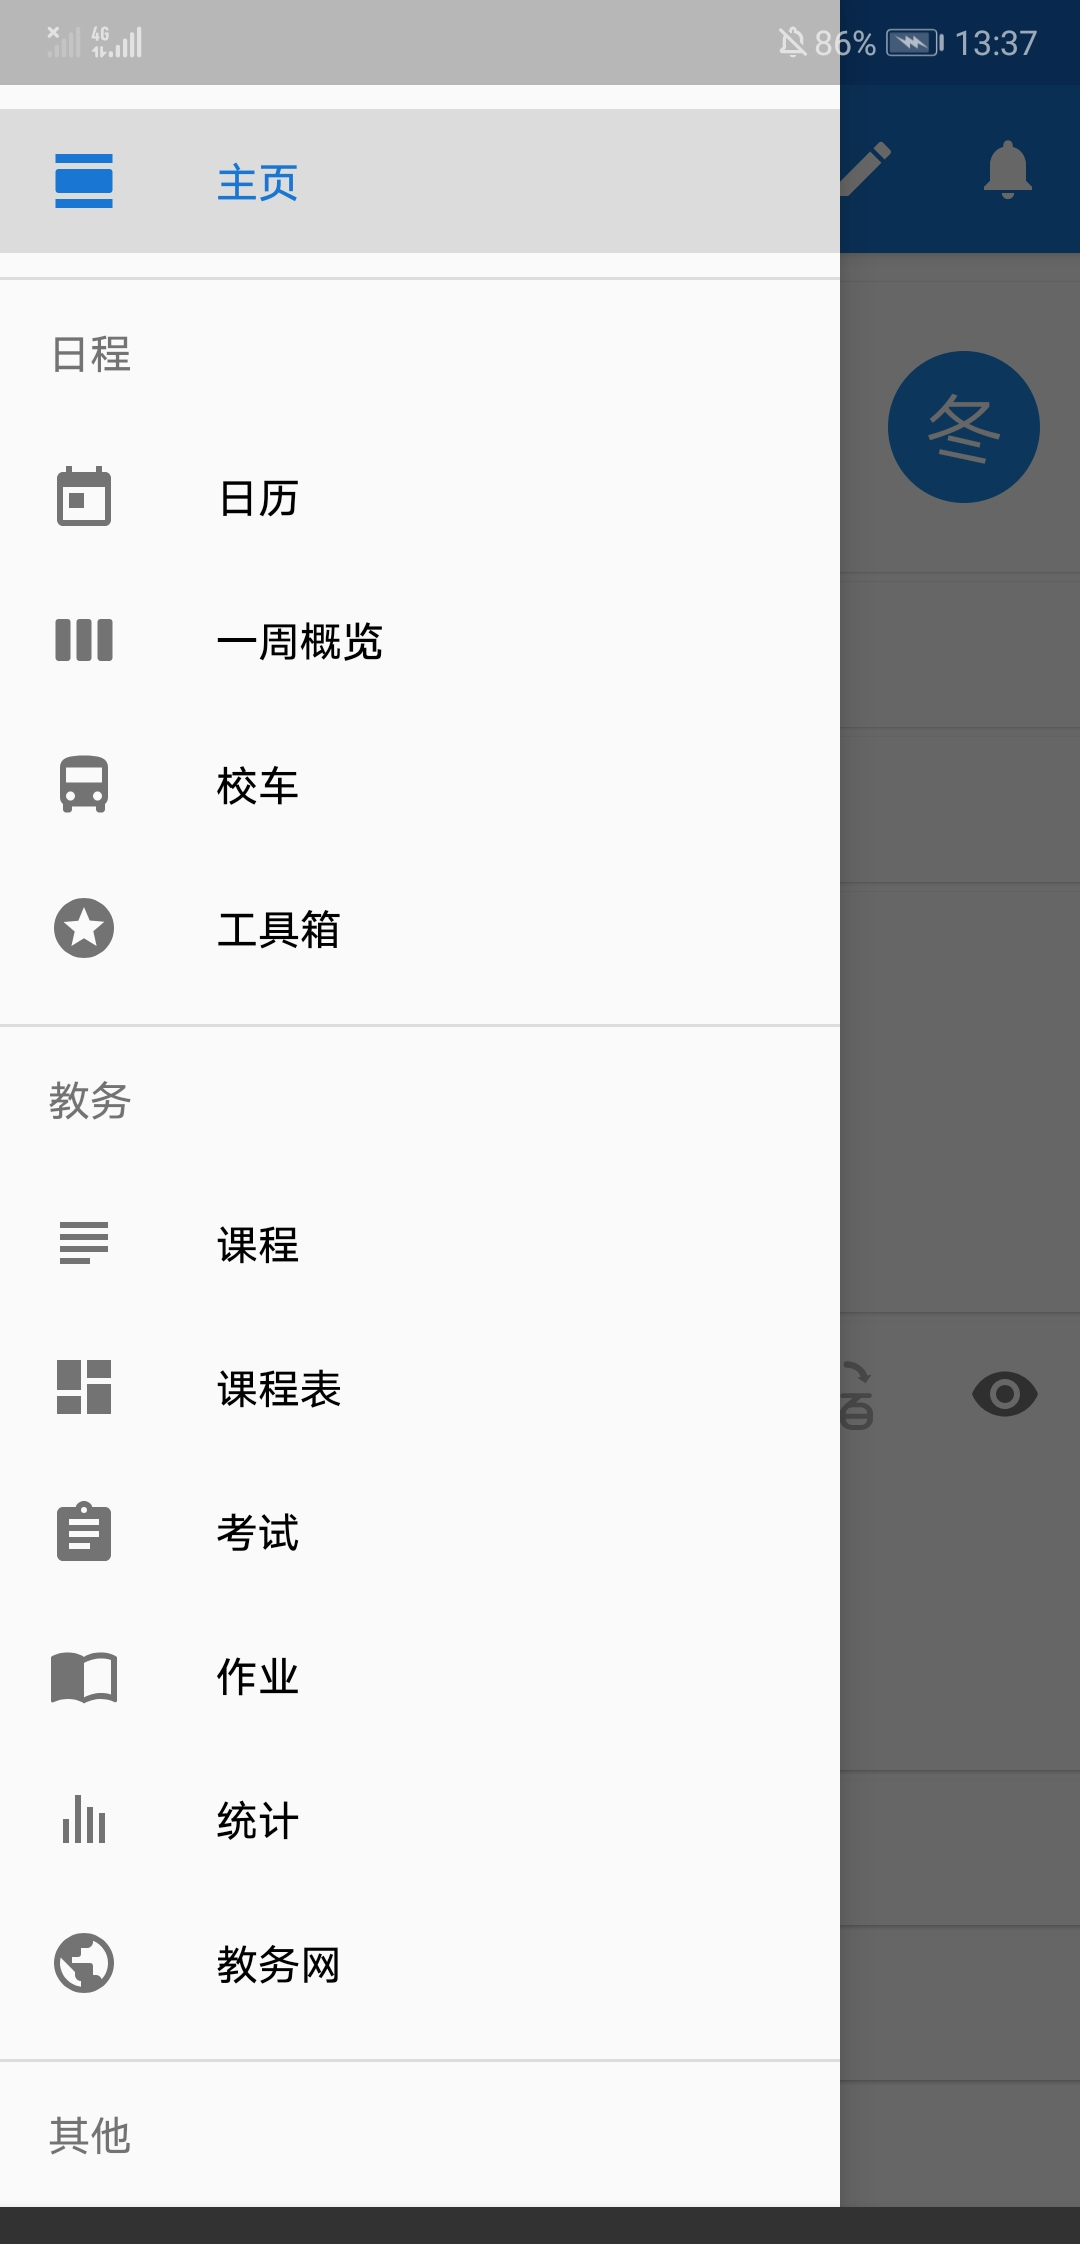 4G 86% 13:37
主页
日程
冬
日历
一周概览
校车
工具箱
教务
课程
课程表
考试
作业
统计
教务网
其他